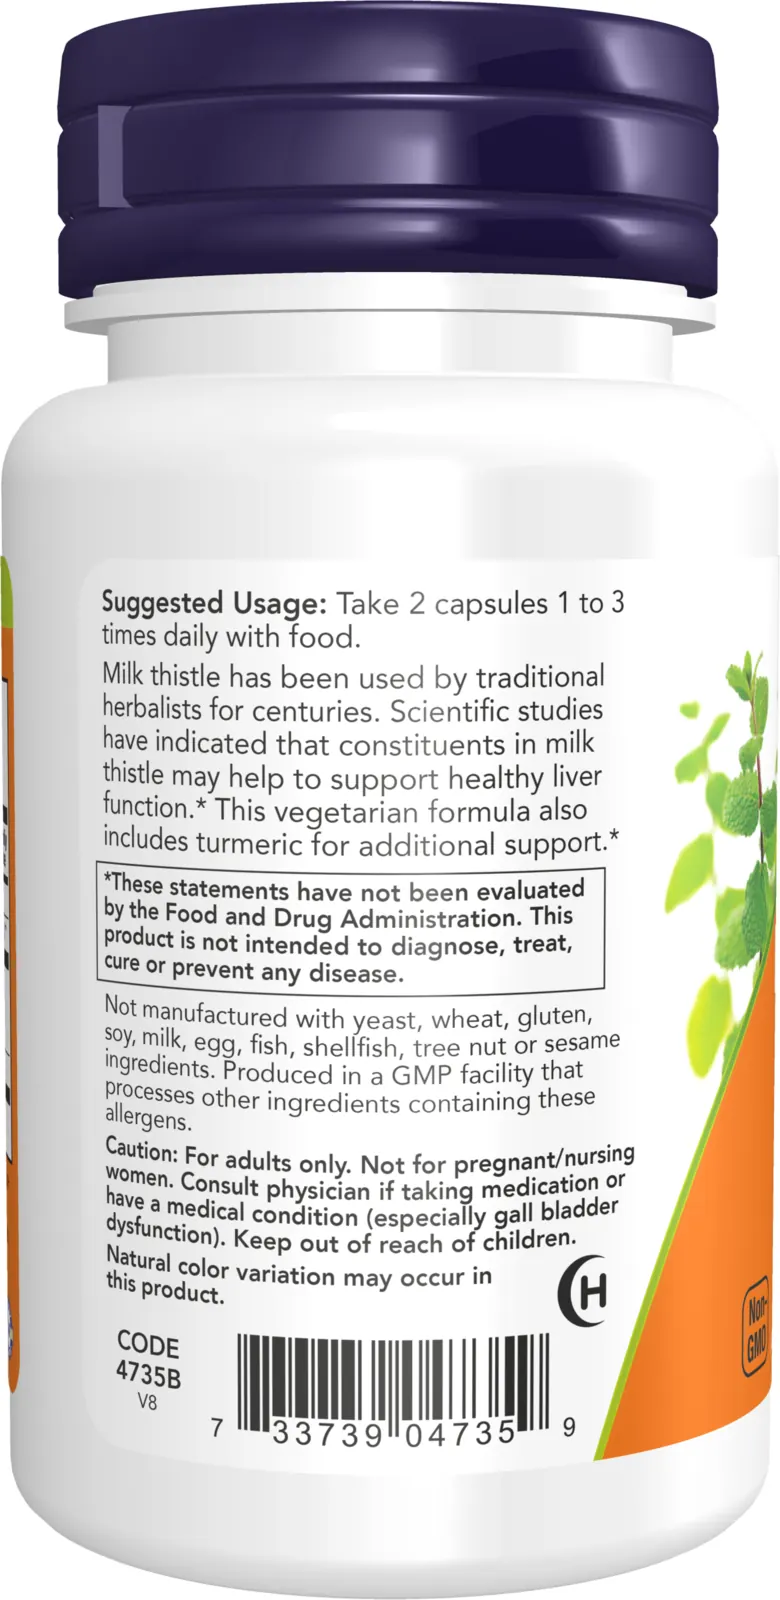 Suggested Usage: Take 2 capsules 1 to 3
times daily with food.
Milk thistle has been used by traditional
herbalists for centuries. Scientific studies
have indicated that constituents in milk
thistle may help to support healthy liver
function.* This vegetarian formula also
includes turmeric for additional support.*
*These statements have not been evaluated
by the Food and Drug Administration. This
product is not intended to diagnose, treat,
cure or prevent any disease.
Not manufactured with yeast, wheat, gluten,
soy, milk, egg, fish, shellfish, tree nut or sesame
ingredients. Produced in a GMP facility that
processes other ingredients containing these
allergens.
Caution: For adults only. Not for pregnant/nursing
women. Consult physician if taking medication or
have a medical condition (especially gall bladder
dysfunction). Keep out of reach of children.
Natural color variation may occur in
this product.
H
Non-
GMO
CODE
4735B
V8
7 33739 04735 9